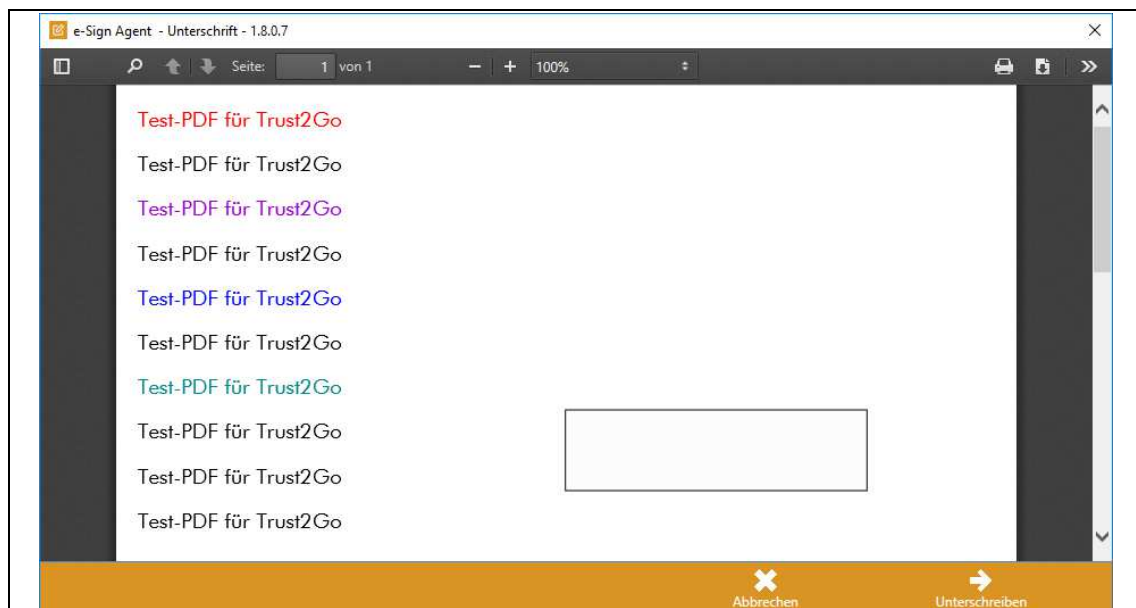 e-Sign Agent - Unterschrift - 1.8.0.7
Seite: 1 von 1 100%
Test-PDF für Trust2Go
Test-PDF für Trust2Go
Test-PDF für Trust2Go
Test-PDF für Trust2Go
Test-PDF für Trust2Go
Test-PDF für Trust2Go
Test-PDF für Trust2Go
Test-PDF für Trust2Go
Test-PDF für Trust2Go
Test-PDF für Trust2Go
Abbrechen Unterschreiben